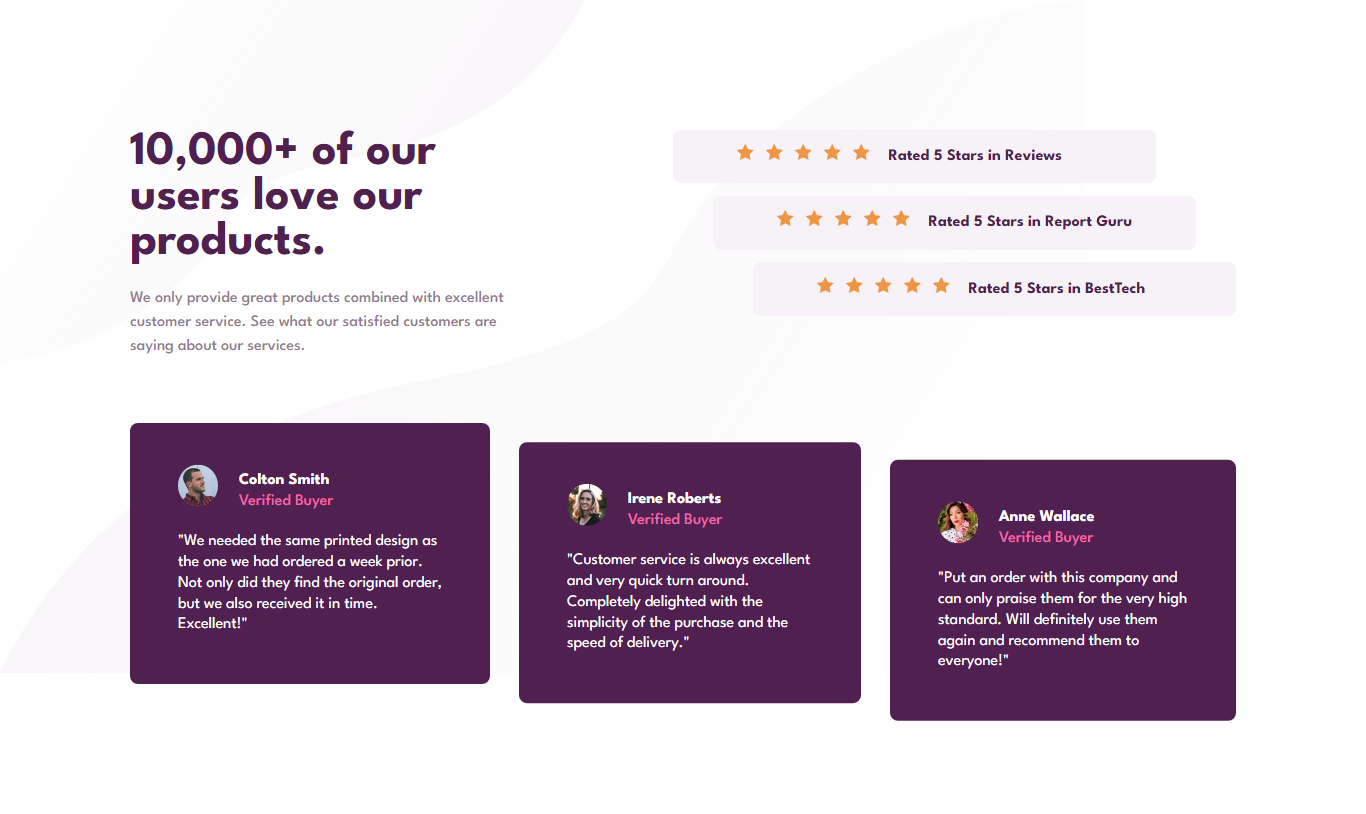 10,000+ of our
users love our
products.
We only provide great products combined with excellent
customer service. See what our satisfied customers are
saying about our services.
Rated 5 Stars in Reviews
Rated 5 Stars in Report Guru
Rated 5 Stars in BestTech
Colton Smith
Verified Buyer
"We needed the same printed design as
the one we had ordered a week prior.
Not only did they find the original order,
but we also received it in time.
Excellent!"
Irene Roberts
Verified Buyer
"Customer service is always excellent
and very quick turn around.
Completely delighted with the
simplicity of the purchase and the
speed of delivery."
Anne Wallace
Verified Buyer
"Put an order with this company and
can only praise them for the very high
standard. Will definitely use them
again and recommend them to
everyone!"